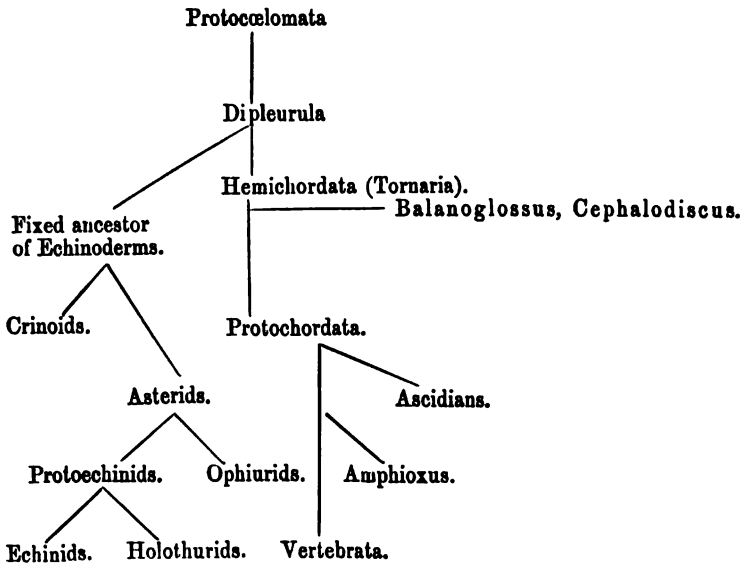 Protocœlomata
Dipleurula
Hemichordata (Tornaria).
Balanoglossus, Cephalodiscus.
Fixed ancestor
of Echinoderms.
Crinoids.
Protochordata.
Asterids.
Ascidians.
Protoechinids.
Ophiurids.
Amphioxus.
Echinids.
Holothurids.
Vertebrata.